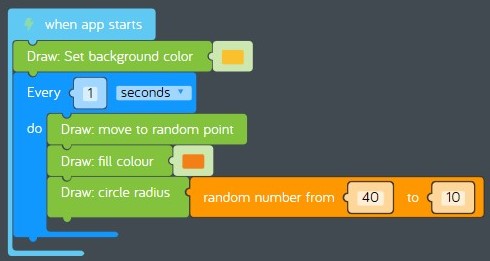 when app starts
Draw: Set background color
Every 1 seconds
do Draw: move to random point
Draw: fill colour
Draw: circle radius random number from 40 to 10